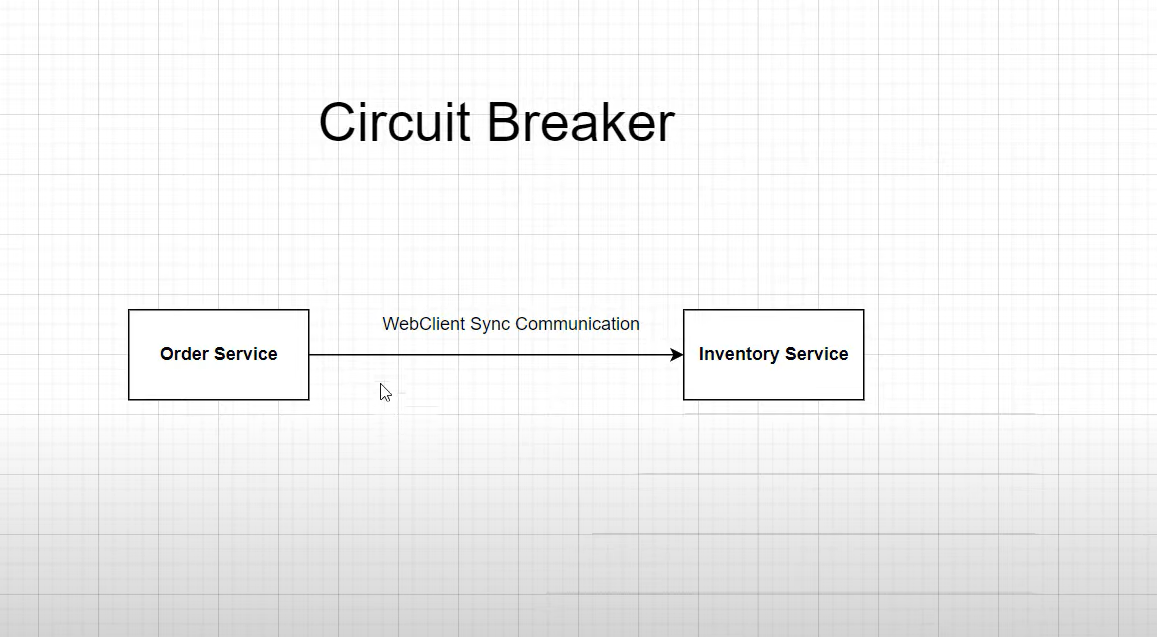 Circuit Breaker
WebClient Sync Communication
Order Service
Inventory Service